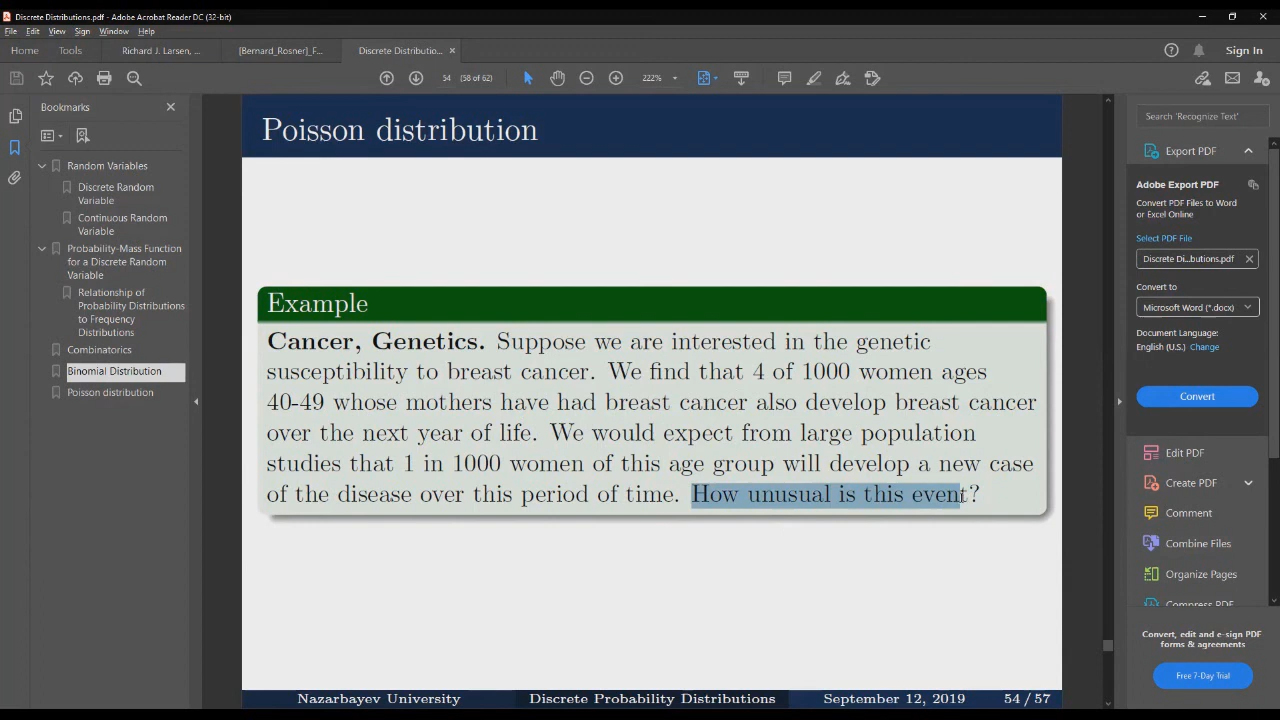 Discrete Distributions.pdf - Adobe Acrobat Reader DC (32-bit)
File Edit View Sign Window Help
Home Tools Richard J. Larsen, ... [Bernard_Rosner]_F... Discrete Distributio... Sign In
54 (58 of 62) 222%
Bookmarks
Random Variables
Discrete Random
Variable
Continuous Random
Variable
Probability-Mass Function
for a Discrete Random
Variable
Relationship of
Probability Distributions
to Frequency
Distributions
Combinatorics
Binomial Distribution
Poisson distribution
Poisson distribution
Example
Cancer, Genetics. Suppose we are interested in the genetic
susceptibility to breast cancer. We find that 4 of 1000 women ages
40-49 whose mothers have had breast cancer also develop breast cancer
over the next year of life. We would expect from large population
studies that 1 in 1000 women of this age group will develop a new case
of the disease over this period of time. How unusual is this event?
Nazarbayev University Discrete Probability Distributions September 12, 2019 54 / 57
Search 'Recognize Text'
Export PDF
Adobe Export PDF
Convert PDF Files to Word
or Excel Online
Select PDF File
Discrete Di...butions.pdf
Convert to
Microsoft Word (*.docx)
Document Language:
English (U.S.) Change
Convert
Edit PDF
Create PDF
Comment
Combine Files
Organize Pages
Compress PDF
Convert, edit and e-sign PDF
forms & agreements
Free 7-Day Trial